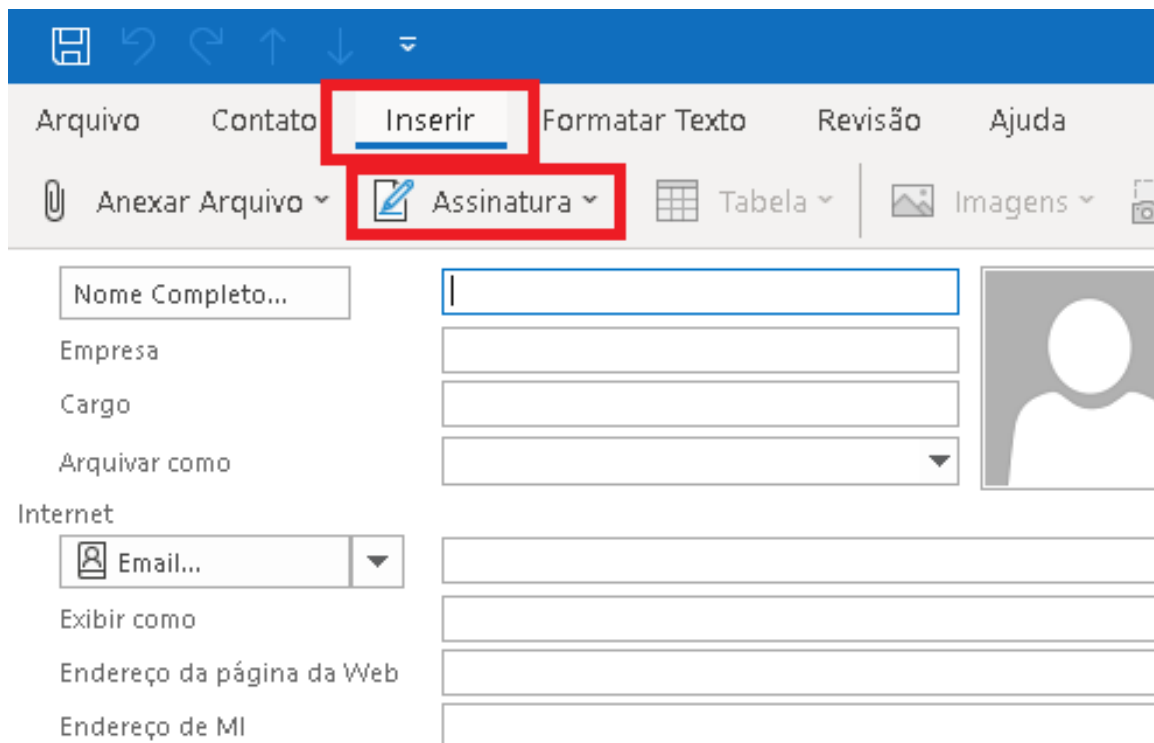 Arquivo Contato Inserir Formatar Texto Revisão Ajuda
Anexar Arquivo Assinatura Tabela Imagens
Nome Completo...
Empresa
Cargo
Arquivar como
Internet
Email...
Exibir como
Endereço da página da Web
Endereço de MI